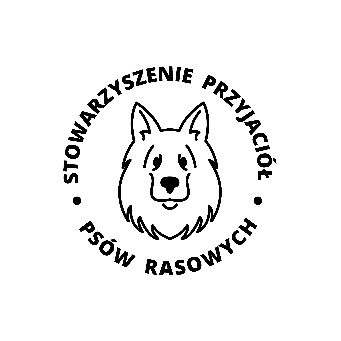 STOWARZYSZENIE PRZYJACIÓŁ
PSÓW RASOWYCH